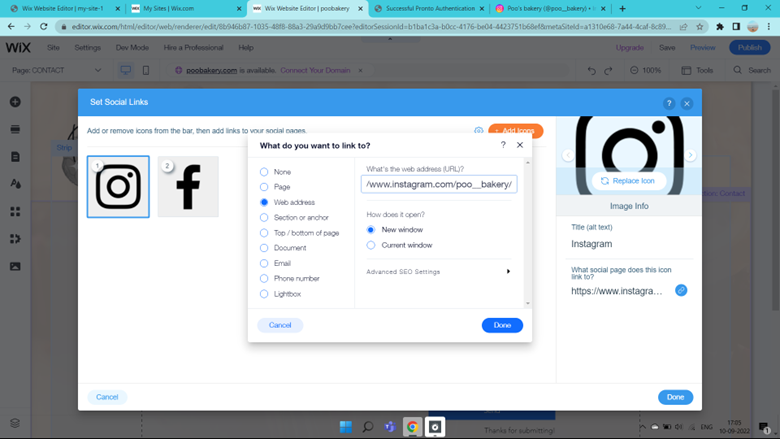 Wix Website Editor | my-site-1
My Sites | Wix.com
Wix Website Editor | poobakery
Successful Pronto Authentication
Poo's bakery (@poo__bakery) •
editor.wix.com/html/editor/web/renderer/edit/8b946b87-1035-48f8-88a3-29a9d9bb7cee?editorSessionId=b1ba1c3a-b0cc-4176-be04-4423751b68ef&metaSiteId=a1310e68-7a44-4caf-8c89...
WiX Site Settings Dev Mode Hire a Professional Help Upgrade Save Preview Publish
Page: CONTACT poobakery.com is available. Connect Your Domain 100% Tools Search
Set Social Links ?
Add or remove icons from the bar, then add links to your social pages.
+ Add Icons
Strip
1
2
What do you want to link to? ?
None
Page
Web address
Section or anchor
Top / bottom of page
Document
Email
Phone number
Lightbox
What's the web address (URL)?
/www.instagram.com/poo__bakery/
How does it open?
New window
Current window
Advanced SEO Settings
Cancel
Done
Replace Icon
Image Info
Title (alt text)
Instagram
What social page does this icon
link to?
https://www.instagra...
Contact
Cancel
Done
Thanks for submitting!
ENG
17:05
10-09-2022